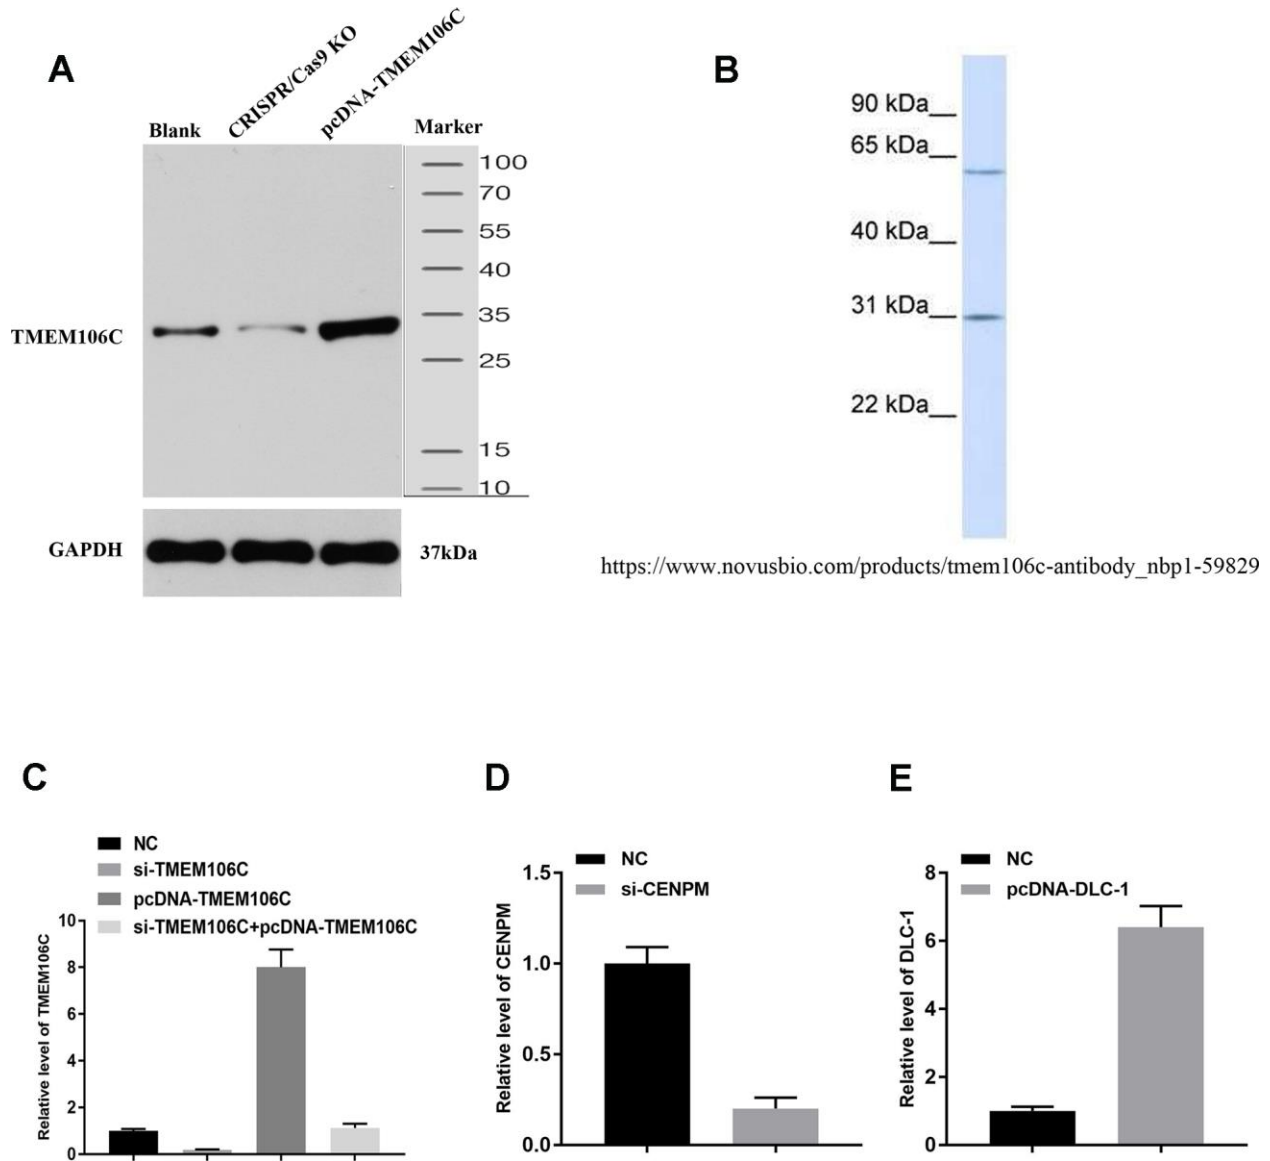 A
Blank
CRISPR/Cas9 KO
pcDNA-TMEM106C
Marker
100
70
55
40
35
25
15
10
TMEM106C
GAPDH
37kDa
B
90 kDa
65 kDa
40 kDa
31 kDa
22 kDa
https://www.novusbio.com/products/tmem106c-antibody_nbp1-59829
C
NC
si-TMEM106C
pcDNA-TMEM106C
si-TMEM106C+pcDNA-TMEM106C
Relative level of TMEM106C
10
8
6
4
2
0
D
NC
si-CENPM
Relative level of CENPM
1.5
1.0
0.5
0.0
E
NC
pcDNA-DLC-1
Relative level of DLC-1
8
6
4
2
0